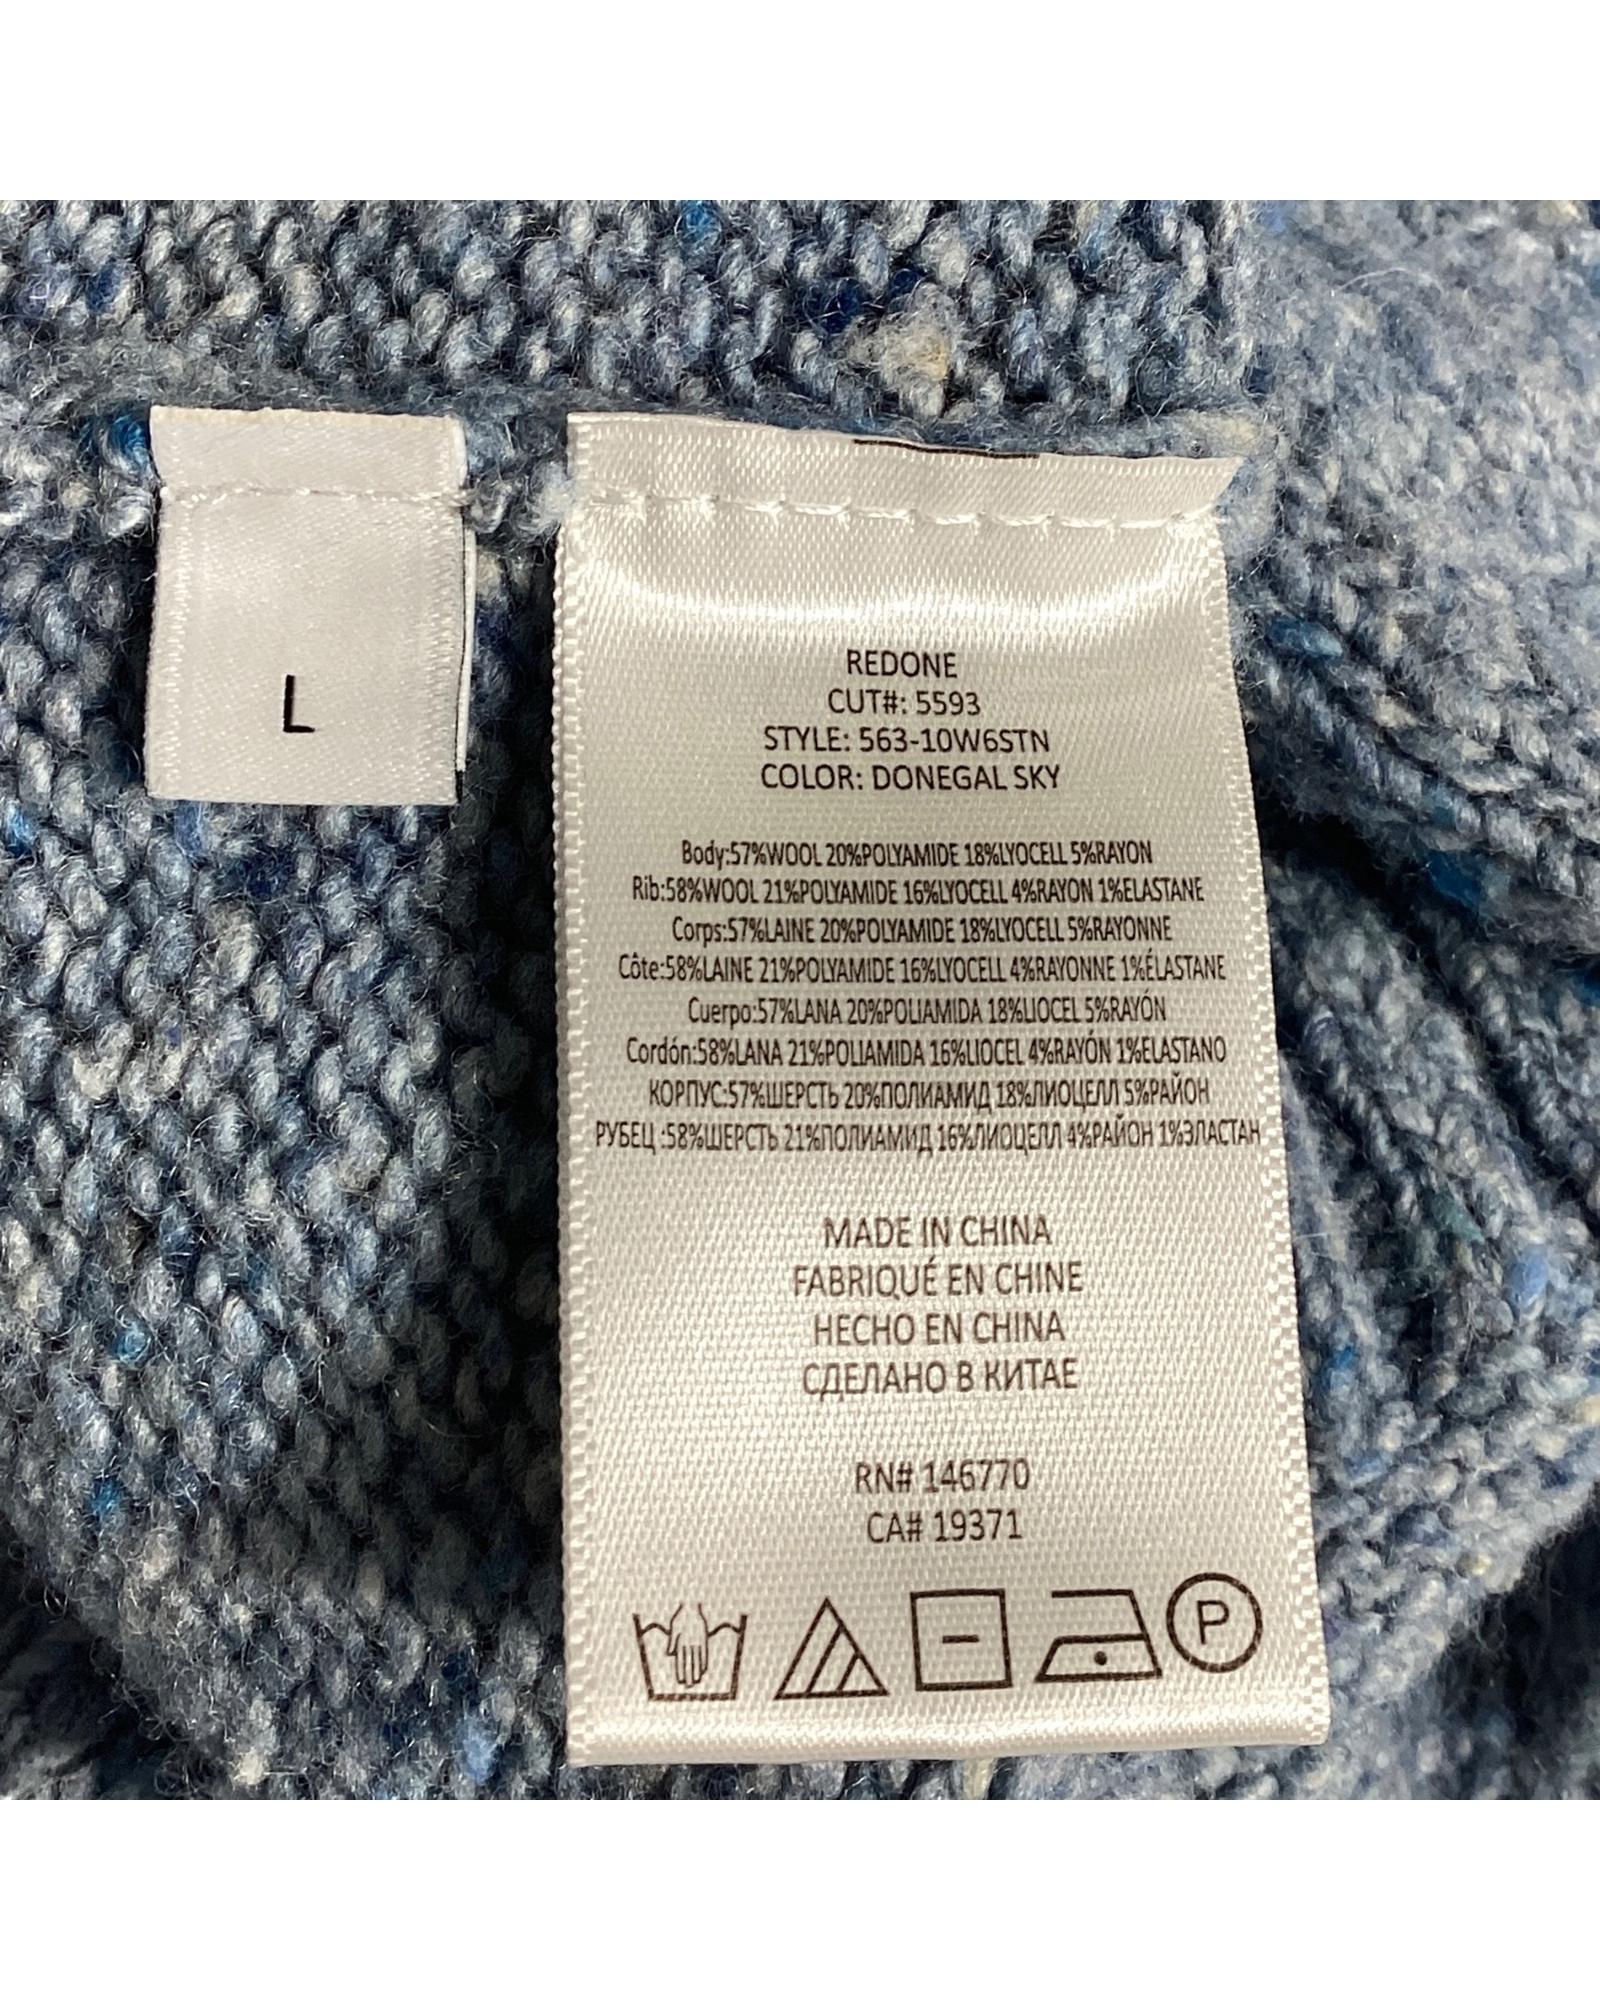 L
REDONE
CUT#: 5593
STYLE: 563-10W6STN
COLOR: DONEGAL SKY
Body:57%WOOL 20%POLYAMIDE 18%LYOCELL 5%RAYON
Rib:58%WOOL 21%POLYAMIDE 16%LYOCELL 4%RAYON 1%ELASTANE
Corps:57%LAINE 20%POLYAMIDE 18%LYOCELL 5%RAYONNE
Côte:58%LAINE 21%POLYAMIDE 16%LYOCELL 4%RAYONNE 1%ÉLASTANE
Cuerpo:57%LANA 20%POLIAMIDA 18%LIOCEL 5%RAYÓN
Cordón:58%LANA 21%POLIAMIDA 16%LIOCEL 4%RAYÓN 1%ELASTANO
КОРПУС:57%ШЕРСТЬ 20%ПОЛИАМИД 18%ЛИОЦЕЛЛ 5%РАЙОН
РУБЕЦ :58%ШЕРСТЬ 21%ПОЛИАМИД 16%ЛИОЦЕЛЛ 4%РАЙОН 1%ЭЛАСТАН
MADE IN CHINA
FABRIQUÉ EN CHINE
HECHO EN CHINA
СДЕЛАНО В КИТАЕ
RN# 146770
CA# 19371
P